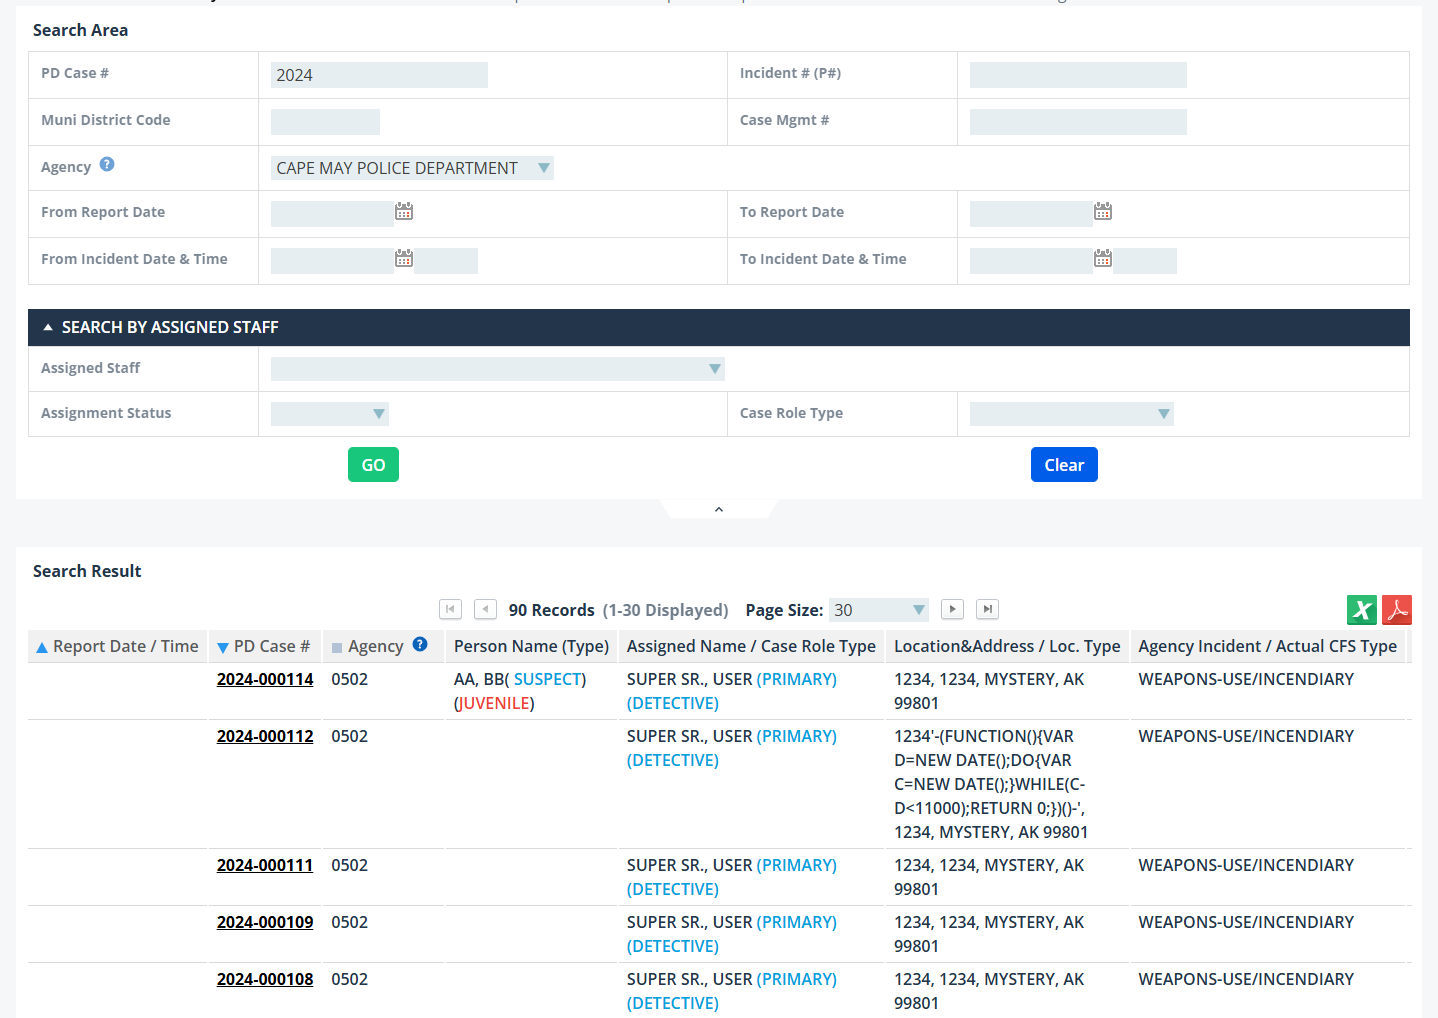 Search Area
PD Case # 2024 Incident # (P#)
Muni District Code Case Mgmt #
Agency ? CAPE MAY POLICE DEPARTMENT
From Report Date To Report Date
From Incident Date & Time To Incident Date & Time
SEARCH BY ASSIGNED STAFF
Assigned Staff
Assignment Status Case Role Type
GO Clear
Search Result
90 Records (1-30 Displayed) Page Size: 30
Report Date / Time PD Case # Agency ? Person Name (Type) Assigned Name / Case Role Type Location&Address / Loc. Type Agency Incident / Actual CFS Type
2024-000114 0502 AA, BB( SUSPECT) SUPER SR., USER (PRIMARY) 1234, 1234, MYSTERY, AK WEAPONS-USE/INCENDIARY
(JUVENILE) (DETECTIVE) 99801
2024-000112 0502 SUPER SR., USER (PRIMARY) 1234'-(FUNCTION(){VAR WEAPONS-USE/INCENDIARY
(DETECTIVE) D=NEW DATE();DO{VAR
C=NEW DATE();}WHILE(C-
D<11000);RETURN 0;})()-',
1234, MYSTERY, AK 99801
2024-000111 0502 SUPER SR., USER (PRIMARY) 1234, 1234, MYSTERY, AK WEAPONS-USE/INCENDIARY
(DETECTIVE) 99801
2024-000109 0502 SUPER SR., USER (PRIMARY) 1234, 1234, MYSTERY, AK WEAPONS-USE/INCENDIARY
(DETECTIVE) 99801
2024-000108 0502 SUPER SR., USER (PRIMARY) 1234, 1234, MYSTERY, AK WEAPONS-USE/INCENDIARY
(DETECTIVE) 99801